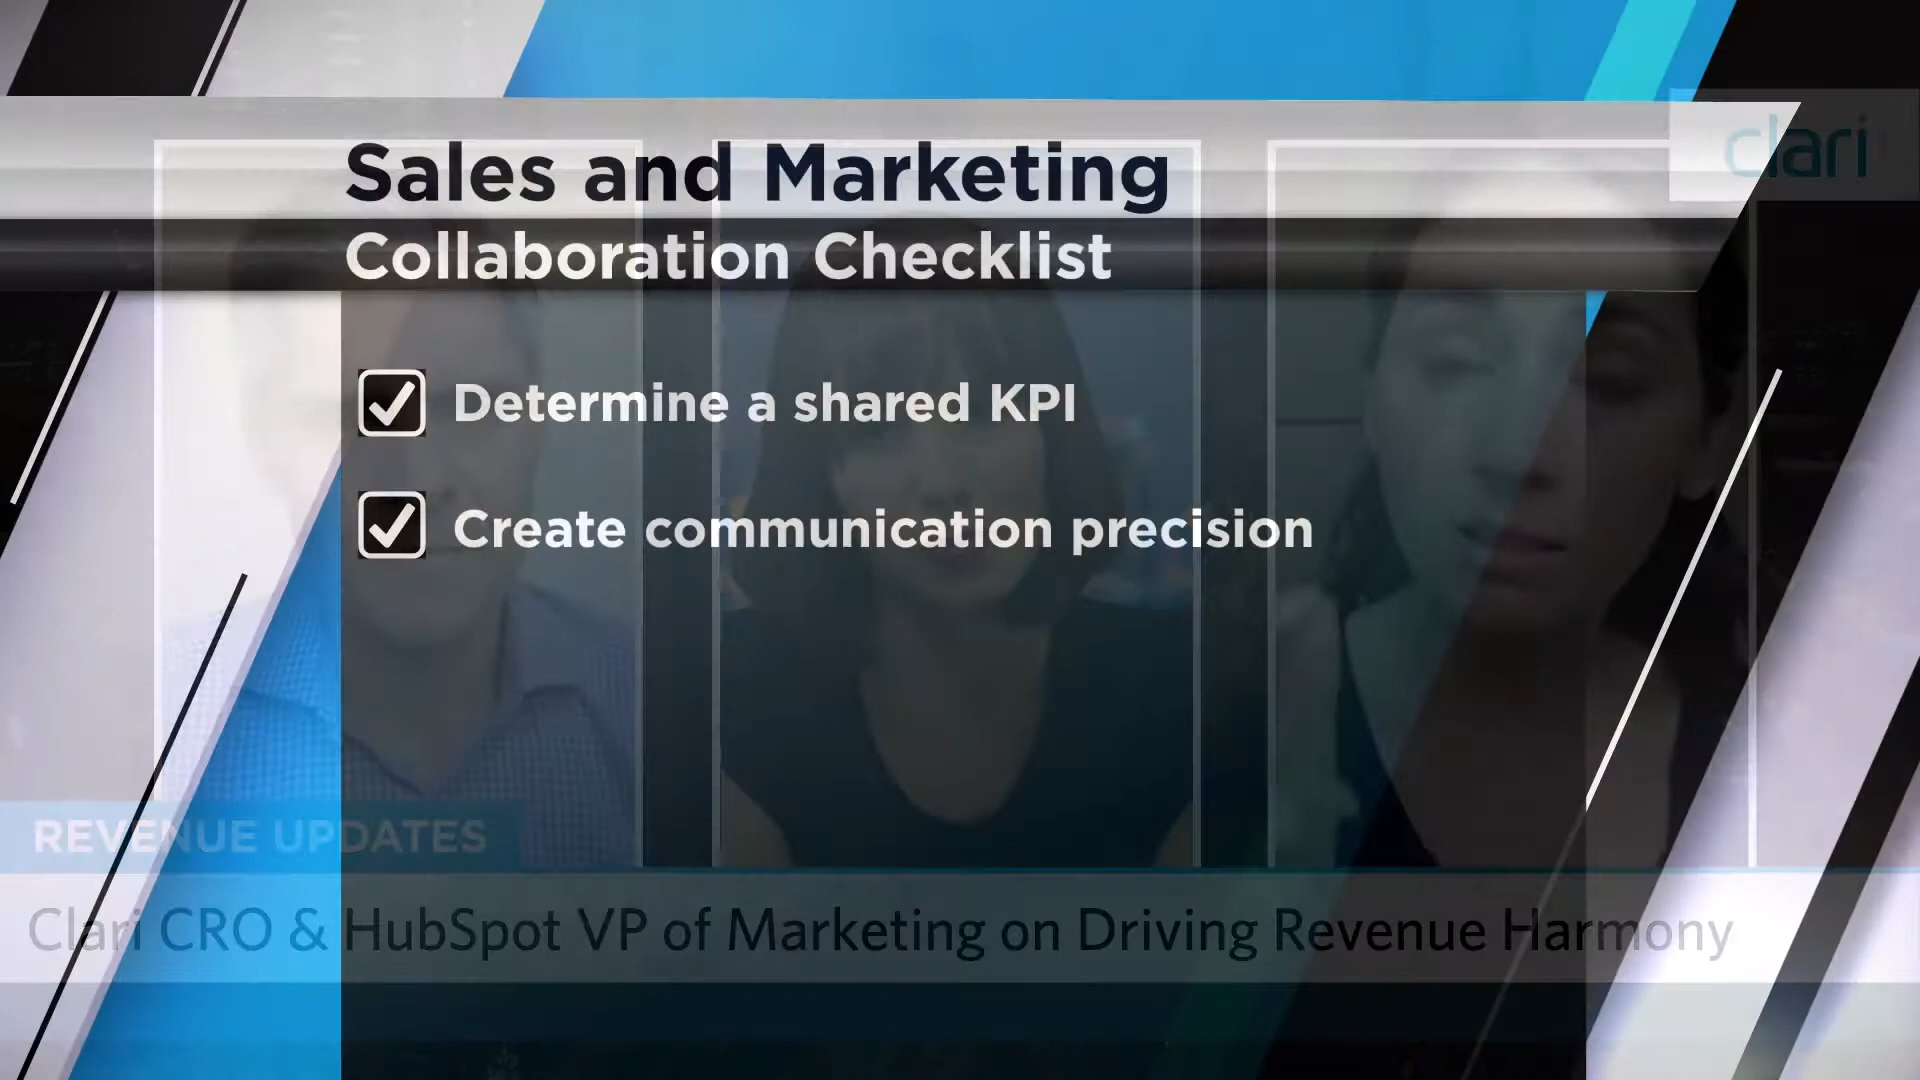 clari
Sales and Marketing
Collaboration Checklist
Determine a shared KPI
Create communication precision
REVENUE UPDATES
Clari CRO & HubSpot VP of Marketing on Driving Revenue Harmony